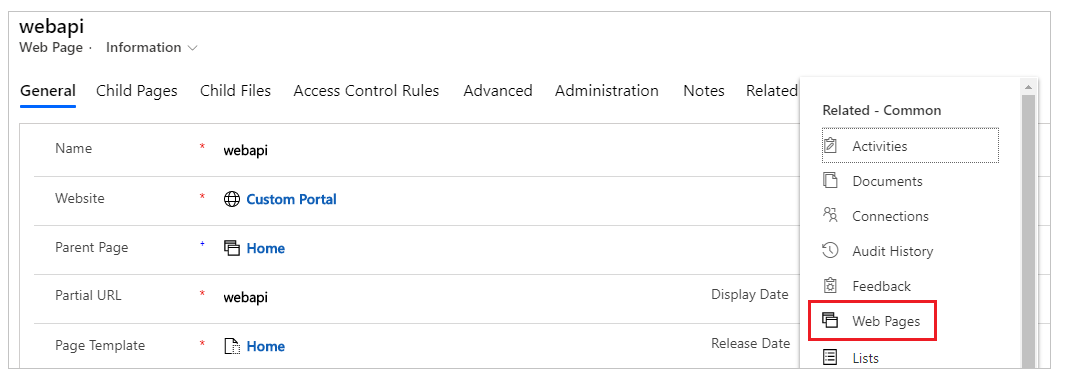 webapi
Web Page · Information
General Child Pages Child Files Access Control Rules Advanced Administration Notes Related
Related - Common
Activities
Documents
Connections
Audit History
Feedback
Web Pages
Lists
Name * webapi
Website * Custom Portal
Parent Page + Home
Partial URL * webapi Display Date
Page Template * Home Release Date